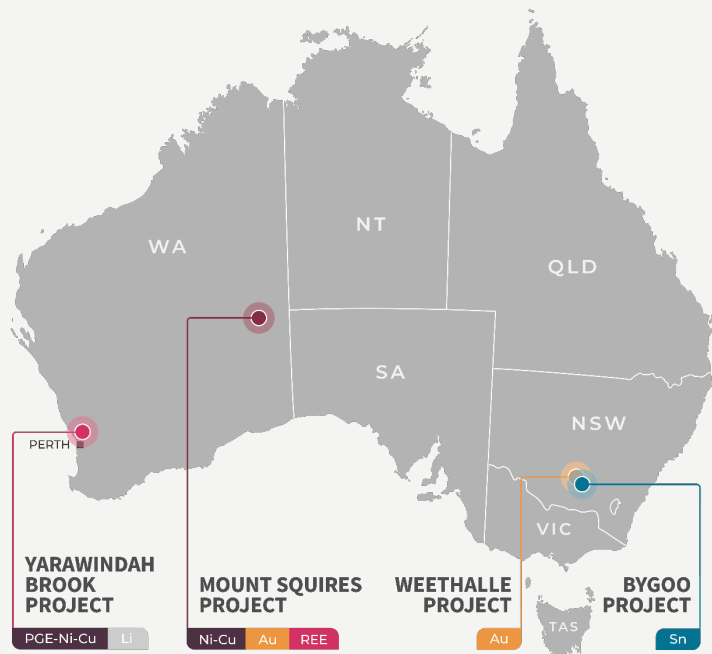 WA
NT
QLD
SA
NSW
PERTH
VIC
TAS
YARAWINDAH
BROOK
PROJECT
PGE-Ni-Cu Li
MOUNT SQUIRES
PROJECT
Ni-Cu Au REE
WEETHALLE
PROJECT
Au
BYGOO
PROJECT
Sn